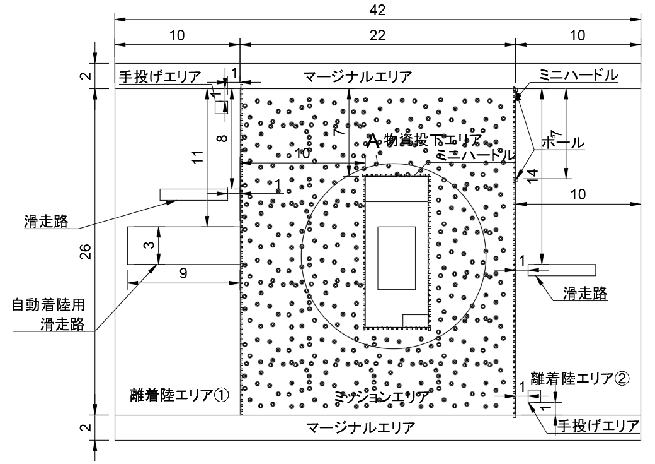 42
10
22
10
2
手投げエリア
1
マージナルエリア
ミニハードル
1
8
7
A 物資投下エリア
ポール
7
11
10
ミニハードル
14
1
10
滑走路
26
3
1
9
滑走路
自動着陸用
滑走路
離着陸エリア①
ミッションエリア
1
離着陸エリア②
1
2
マージナルエリア
手投げエリア